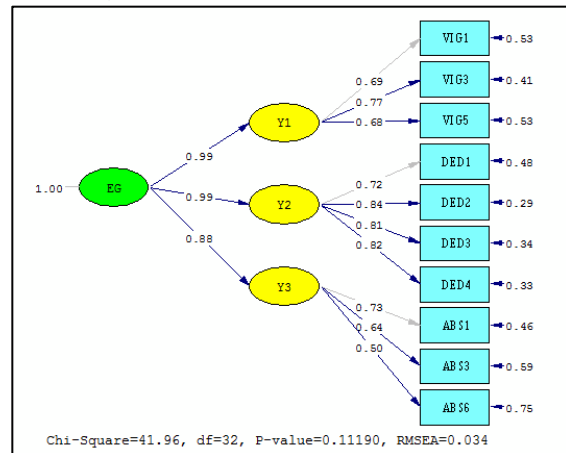 VIG1
0.53
0.69
VIG3
0.41
0.77
Y1
VIG5
0.53
0.68
0.99
DED1
0.48
0.72
1.00
EG
0.99
Y2
0.84
DED2
0.29
0.81
DED3
0.34
0.82
0.88
DED4
0.33
Y3
0.73
ABS1
0.46
0.64
ABS3
0.59
0.50
ABS6
0.75
Chi-Square=41.96, df=32, P-value=0.11190, RMSEA=0.034